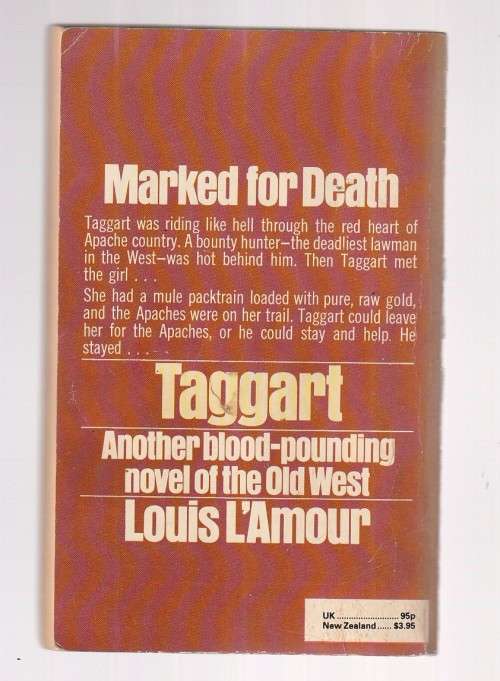 Marked for Death
Taggart was riding like hell through the red heart of
Apache country. A bounty hunter—the deadliest lawman
in the West—was hot behind him. Then Taggart met
the girl . . .
She had a mule packtrain loaded with pure, raw gold,
and the Apaches were on her trail. Taggart could leave
her for the Apaches, or he could stay and help. He
stayed . . .
Taggart
Another blood-pounding
novel of the Old West
Louis L'Amour
UK .......................... 95p
New Zealand ...... $3.95